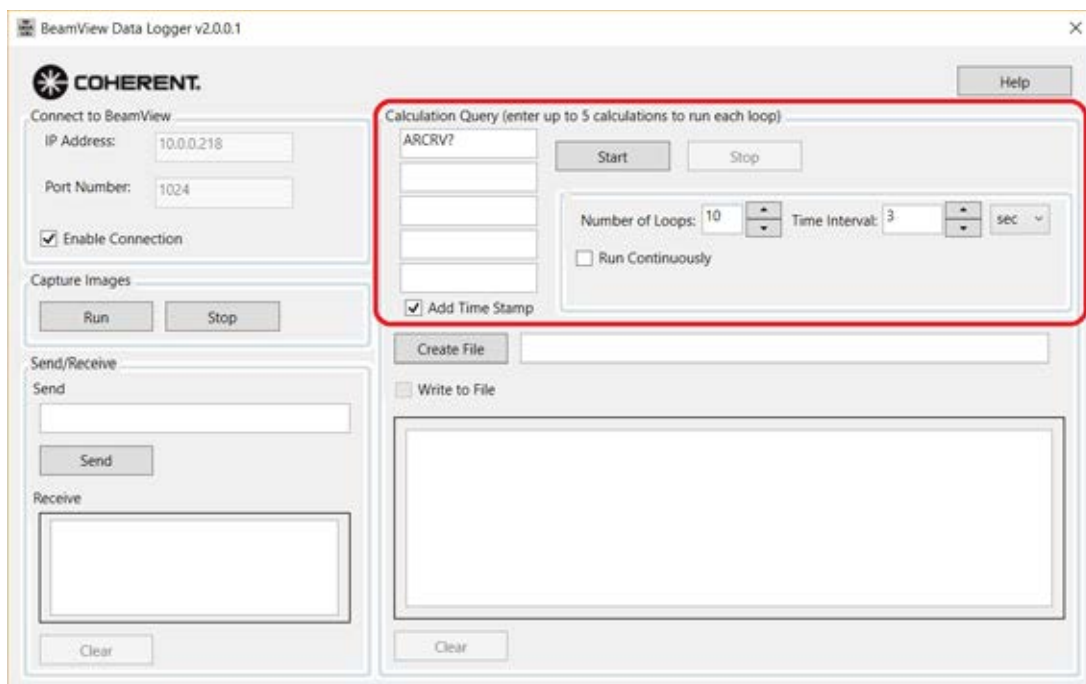 BeamView Data Logger v2.0.0.1
COHERENT.
Help
Connect to BeamView
IP Address: 10.0.0.218
Port Number: 1024
Enable Connection
Capture Images
Run Stop
Send/Receive
Send
Send
Receive
Clear
Calculation Query (enter up to 5 calculations to run each loop)
ARCRV?
Start Stop
Number of Loops: 10 Time Interval: 3 sec
Run Continuously
Add Time Stamp
Create File
Write to File
Clear